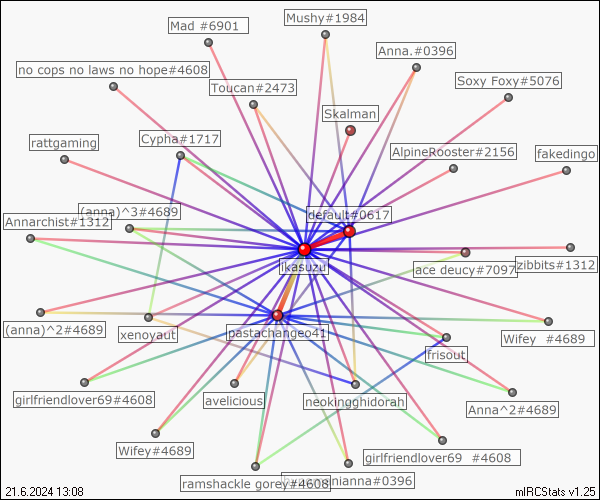 Mushy#1984
Mad #6901
Anna.#0396
no cops no laws no hope#4608
Soxy Foxy#5076
Toucan#2473
Skalman
Cypha#1717
rattgaming
AlpineRooster#2156
fakedingo
(anna)^3#4689
default#0617
Annarchist#1312
ikasuzu
ace deucy#7097
zibbits#1312
(anna)^2#4689
xenoyaut
pastachangeo41
Wifey #4689
frisout
girlfriendlover69#4608
avelicious
neokingghidorah
Anna^2#4689
Wifey#4689
girlfriendlover69 #4608
ramshackle gorey#4608
#0396
21.6.2024 13:08
mIRCStats v1.25